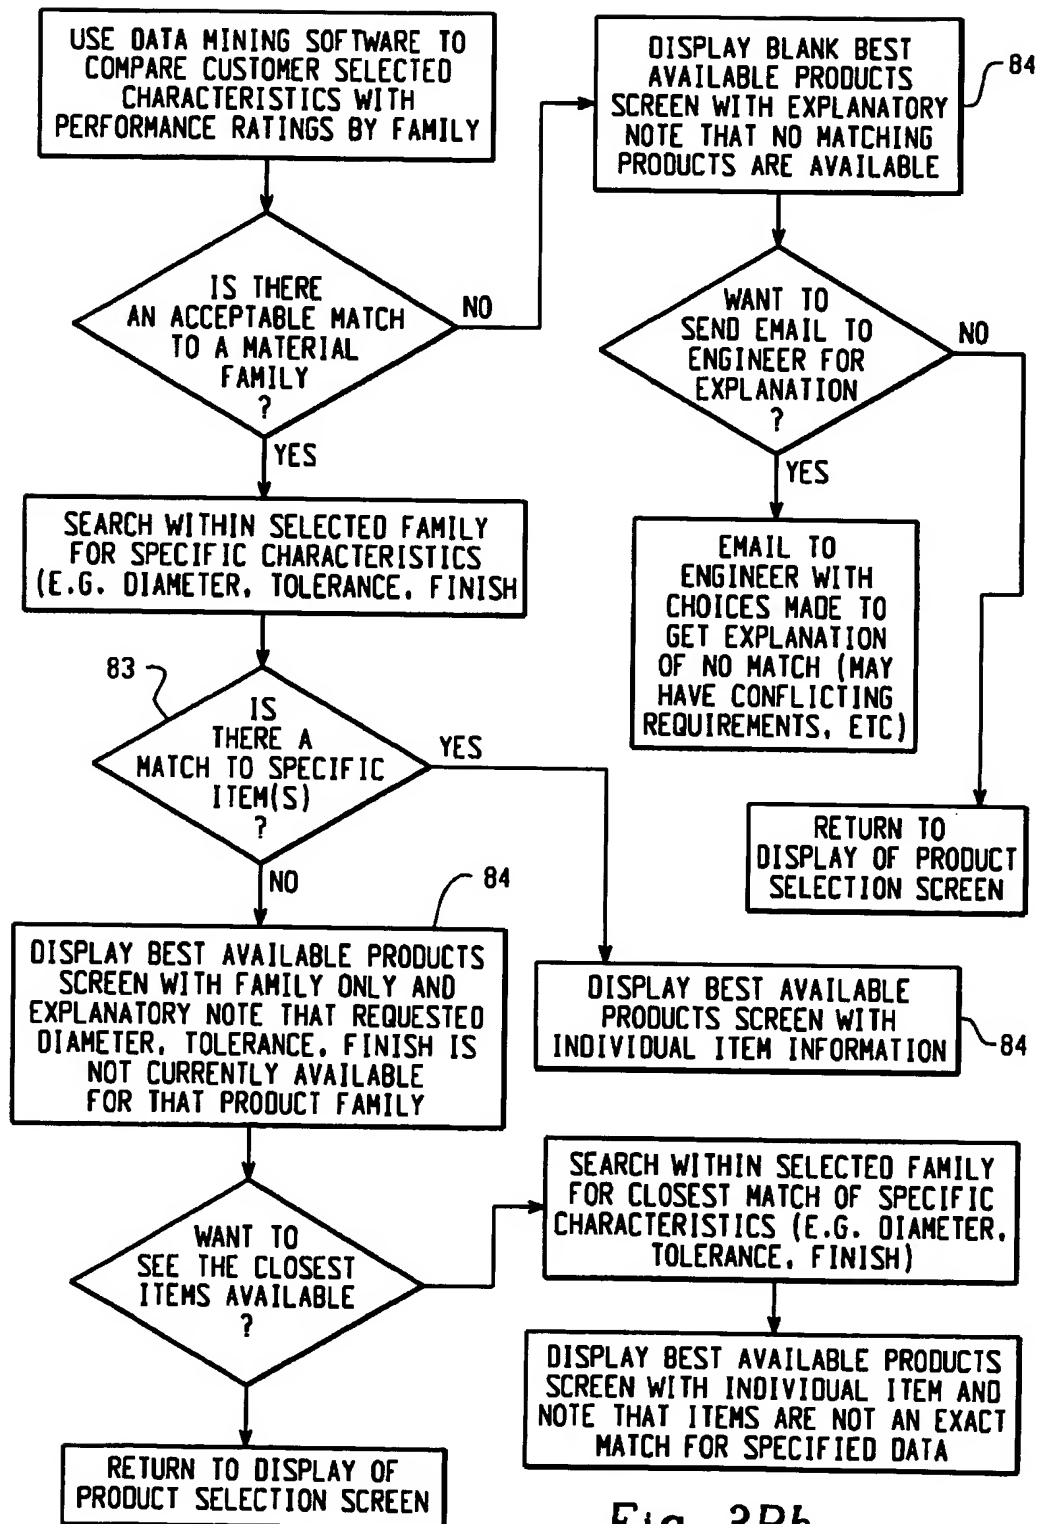 USE DATA MINING SOFTWARE TO
COMPARE CUSTOMER SELECTED
CHARACTERISTICS WITH
PERFORMANCE RATINGS BY FAMILY
DISPLAY BLANK BEST
AVAILABLE PRODUCTS
SCREEN WITH EXPLANATORY
NOTE THAT NO MATCHING
PRODUCTS ARE AVAILABLE
84
IS THERE
AN ACCEPTABLE MATCH
TO A MATERIAL
FAMILY
?
NO
YES
WANT TO
SEND EMAIL TO
ENGINEER FOR
EXPLANATION
?
NO
YES
SEARCH WITHIN SELECTED FAMILY
FOR SPECIFIC CHARACTERISTICS
(E.G. DIAMETER, TOLERANCE, FINISH
EMAIL TO
ENGINEER WITH
CHOICES MADE TO
GET EXPLANATION
OF NO MATCH (MAY
HAVE CONFLICTING
REQUIREMENTS, ETC)
83
IS
THERE A
MATCH TO SPECIFIC
ITEM(S)
?
YES
NO
RETURN TO
DISPLAY OF PRODUCT
SELECTION SCREEN
84
DISPLAY BEST AVAILABLE PRODUCTS
SCREEN WITH FAMILY ONLY AND
EXPLANATORY NOTE THAT REQUESTED
DIAMETER, TOLERANCE, FINISH IS
NOT CURRENTLY AVAILABLE
FOR THAT PRODUCT FAMILY
DISPLAY BEST AVAILABLE
PRODUCTS SCREEN WITH
INDIVIDUAL ITEM INFORMATION
84
WANT TO
SEE THE CLOSEST
ITEMS AVAILABLE
?
SEARCH WITHIN SELECTED FAMILY
FOR CLOSEST MATCH OF SPECIFIC
CHARACTERISTICS (E.G. DIAMETER,
TOLERANCE, FINISH)
DISPLAY BEST AVAILABLE PRODUCTS
SCREEN WITH INDIVIDUAL ITEM AND
NOTE THAT ITEMS ARE NOT AN EXACT
MATCH FOR SPECIFIED DATA
RETURN TO DISPLAY OF
PRODUCT SELECTION SCREEN
Fig.